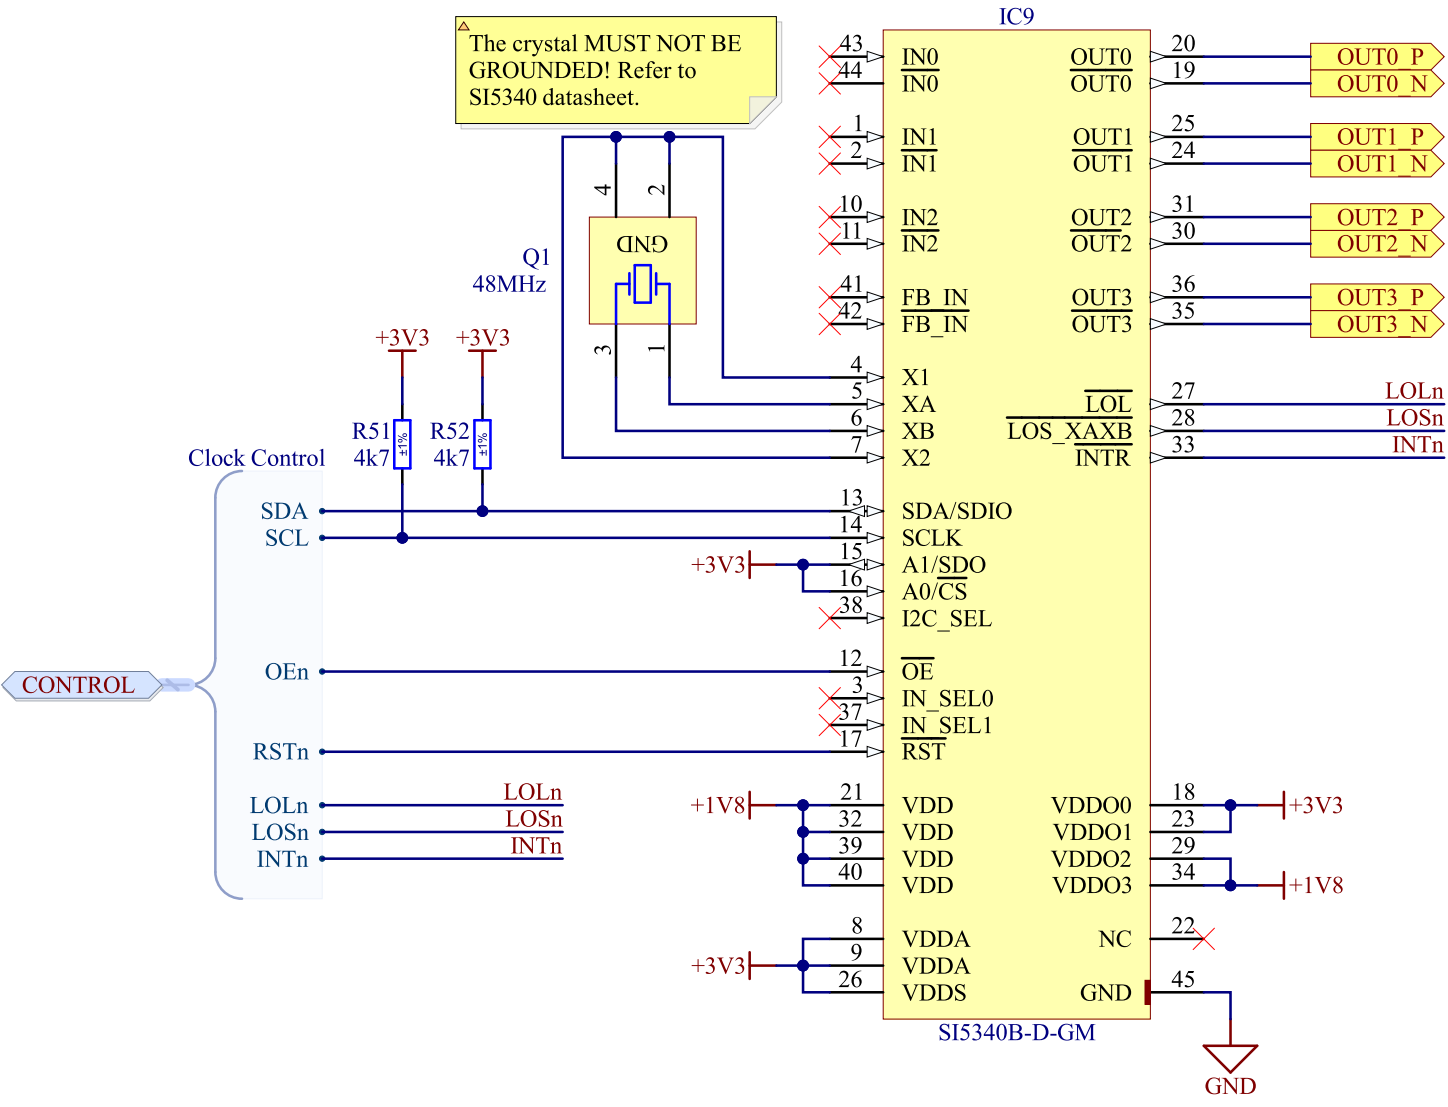 IC9
The crystal MUST NOT BE
GROUNDED! Refer to
SI5340 datasheet.
43 IN0 OUT0 20 OUT0_P
44 IN0 OUT0 19 OUT0_N
1 IN1 OUT1 25 OUT1_P
2 IN1 OUT1 24 OUT1_N
4 2
10 IN2 OUT2 31 OUT2_P
11 IN2 OUT2 30 OUT2_N
GND
Q1
48MHz
41 FB_IN OUT3 36 OUT3_P
42 FB_IN OUT3 35 OUT3_N
3 1
+3V3 +3V3
4 X1
5 XA LOL 27 LOLn
6 XB LOS_XAXB 28 LOSn
7 X2 INTR 33 INTn
R51 ±1% R52 ±1%
4k7 4k7
Clock Control
SDA 13 SDA/SDIO
SCL 14 SCLK
+3V3 15 A1/SDO
16 A0/CS
38 I2C_SEL
OEn 12 OE
CONTROL
3 IN_SEL0
37 IN_SEL1
RSTn 17 RST
LOLn LOLn +1V8 21 VDD VDDO0 18 +3V3
LOSn LOSn 32 VDD VDDO1 23
INTn INTn 39 VDD VDDO2 29
40 VDD VDDO3 34 +1V8
8 VDDA NC 22
+3V3 9 VDDA
26 VDDS GND 45
SI5340B-D-GM
GND